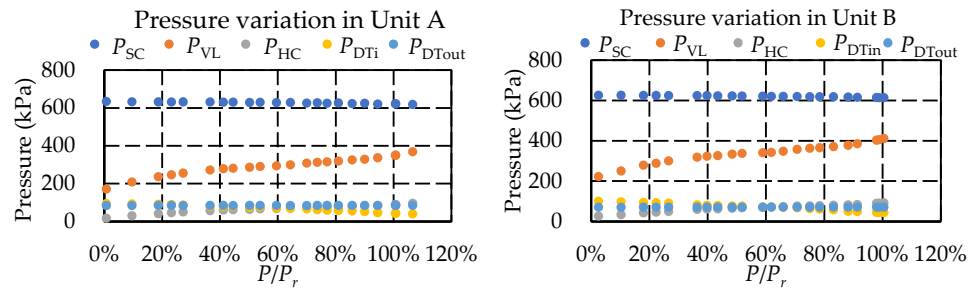 Pressure variation in Unit A
P_SC P_VL P_HC P_DTi P_DTout
Pressure (kPa)
800
600
400
200
0
0% 20% 40% 60% 80% 100% 120%
P/P_r
Pressure variation in Unit B
P_SC P_VL P_HC P_DTin P_DTout
Pressure (kPa)
800
600
400
200
0
0% 20% 40% 60% 80% 100% 120%
P/P_r